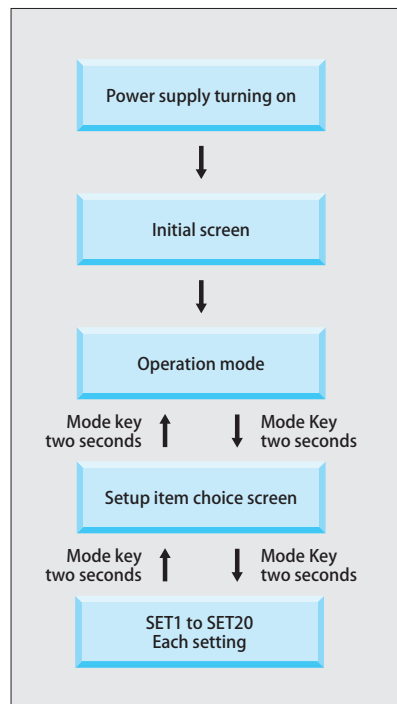 Power supply turning on
Initial screen
Operation mode
Mode key
two seconds
Mode Key
two seconds
Setup item choice screen
Mode key
two seconds
Mode Key
two seconds
SET1 to SET20
Each setting